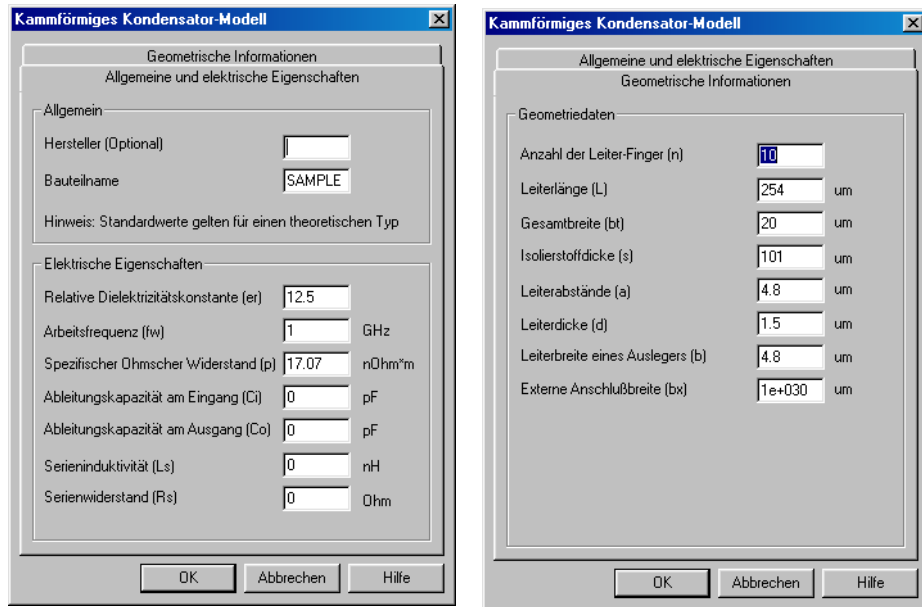 Kammförmiges Kondensator-Modell
Geometrische Informationen
Allgemeine und elektrische Eigenschaften
Allgemein
Hersteller (Optional)
Bauteilname SAMPLE
Hinweis: Standardwerte gelten für einen theoretischen Typ
Elektrische Eigenschaften
Relative Dielektrizitätskonstante (er) 12.5
Arbeitsfrequenz (fw) 1 GHz
Spezifischer Ohmscher Widerstand (p) 17.07 nOhm*m
Ableitungskapazität am Eingang (Ci) 0 pF
Ableitungskapazität am Ausgang (Co) 0 pF
Serieninduktivität (Ls) 0 nH
Serienwiderstand (Rs) 0 Ohm
OK Abbrechen Hilfe
Kammförmiges Kondensator-Modell
Allgemeine und elektrische Eigenschaften
Geometrische Informationen
Geometriedaten
Anzahl der Leiter-Finger (n) 10
Leiterlänge (L) 254 um
Gesamtbreite (bt) 20 um
Isolierstoffdicke (s) 101 um
Leiterabstände (a) 4.8 um
Leiterdicke (d) 1.5 um
Leiterbreite eines Auslegers (b) 4.8 um
Externe Anschlußbreite (bx) 1e+030 um
OK Abbrechen Hilfe